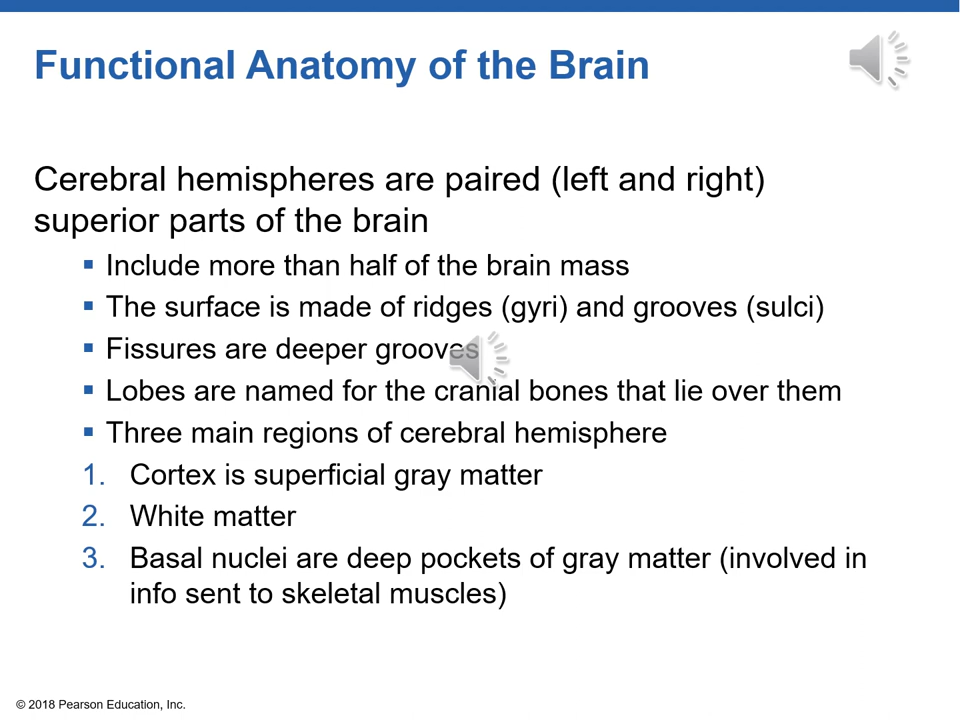 Functional Anatomy of the Brain
Cerebral hemispheres are paired (left and right)
superior parts of the brain
▪ Include more than half of the brain mass
▪ The surface is made of ridges (gyri) and grooves (sulci)
▪ Fissures are deeper grooves
▪ Lobes are named for the cranial bones that lie over them
▪ Three main regions of cerebral hemisphere
1. Cortex is superficial gray matter
2. White matter
3. Basal nuclei are deep pockets of gray matter (involved in
info sent to skeletal muscles)
© 2018 Pearson Education, Inc.